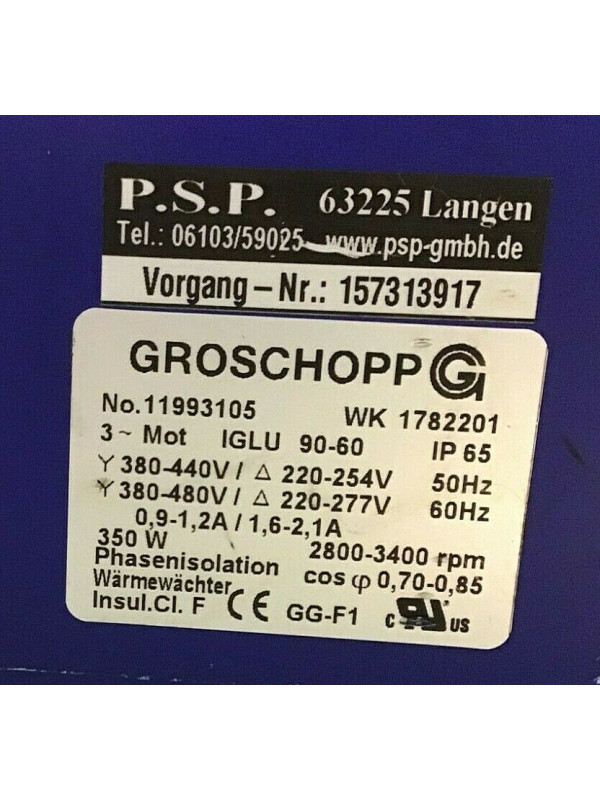 P.S.P. 63225 Langen
Tel.: 06103/59025 www.psp-gmbh.de
Vorgang – Nr.: 157313917
GROSCHOPP G
No.11993105 WK 1782201
3~ Mot IGLU 90-60 IP 65
Y 380-440V / Δ 220-254V 50Hz
Y 380-480V / Δ 220-277V 60Hz
0,9-1,2A / 1,6-2,1A
350 W 2800-3400 rpm
Phasenisolation cos φ 0,70-0,85
Wärmewächter
Insul.Cl. F CE GG-F1 c RU US